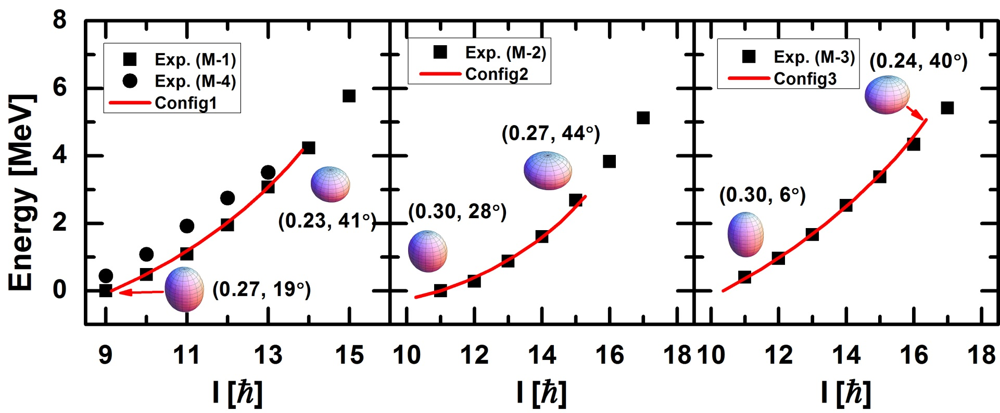 Energy [MeV]
8
6
4
2
0
Exp. (M-1)
Exp. (M-4)
Config1
(0.23, 41°)
(0.27, 19°)
9 11 13 15
I [ℏ]
Exp. (M-2)
Config2
(0.27, 44°)
(0.30, 28°)
10 12 14 16 18
I [ℏ]
Exp. (M-3)
Config3
(0.24, 40°)
(0.30, 6°)
10 12 14 16 18
I [ℏ]